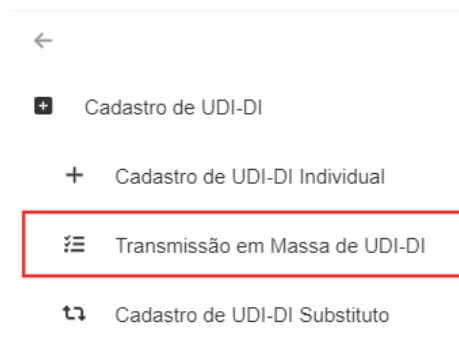 Cadastro de UDI-DI
Cadastro de UDI-DI Individual
Transmissão em Massa de UDI-DI
Cadastro de UDI-DI Substituto